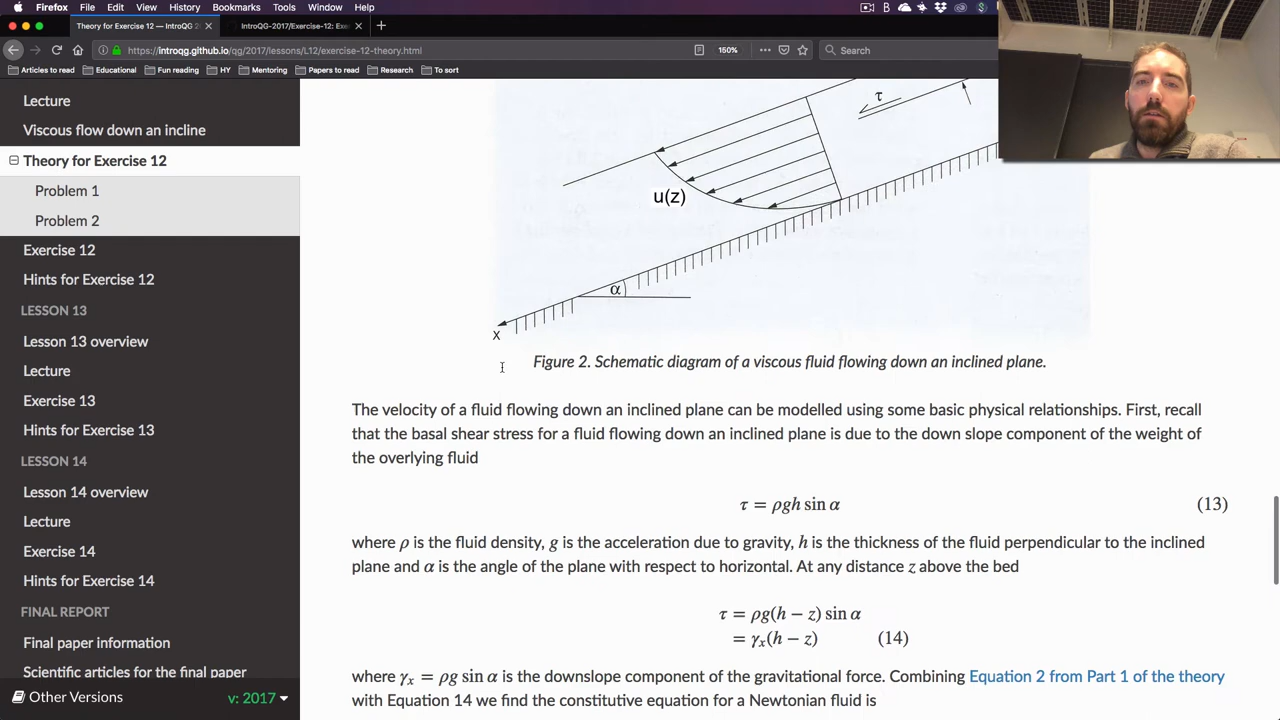 Firefox File Edit View History Bookmarks Tools Window Help
Theory for Exercise 12 — IntroQG 2
IntroQG-2017/Exercise-12: Exe
https://introqg.github.io/qg/2017/lessons/L12/exercise-12-theory.html
150%
Search
Articles to read Educational Fun reading HY Mentoring Papers to read Research To sort
Lecture
Viscous flow down an incline
Theory for Exercise 12
Problem 1
Problem 2
Exercise 12
Hints for Exercise 12
LESSON 13
Lesson 13 overview
Lecture
Exercise 13
Hints for Exercise 13
LESSON 14
Lesson 14 overview
Lecture
Exercise 14
Hints for Exercise 14
FINAL REPORT
Final paper information
Scientific articles for the final paper
Other Versions v: 2017
τ
u(z)
α
x
Figure 2. Schematic diagram of a viscous fluid flowing down an inclined plane.
The velocity of a fluid flowing down an inclined plane can be modelled using some basic physical relationships. First, recall
that the basal shear stress for a fluid flowing down an inclined plane is due to the down slope component of the weight of
the overlying fluid
τ = ρgh sin α (13)
where ρ is the fluid density, g is the acceleration due to gravity, h is the thickness of the fluid perpendicular to the inclined
plane and α is the angle of the plane with respect to horizontal. At any distance z above the bed
τ = ρg(h − z) sin α
= γₓ(h − z) (14)
where γₓ = ρg sin α is the downslope component of the gravitational force. Combining Equation 2 from Part 1 of the theory
with Equation 14 we find the constitutive equation for a Newtonian fluid is